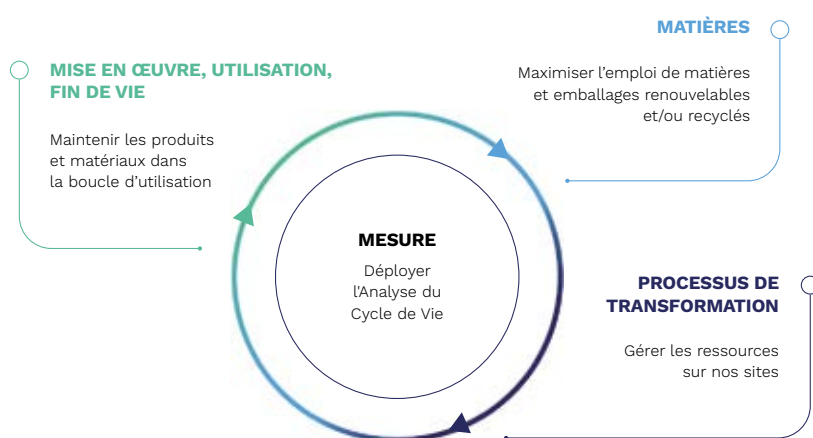 MISE EN ŒUVRE, UTILISATION,
FIN DE VIE
Maintenir les produits
et matériaux dans
la boucle d’utilisation
MATIÈRES
Maximiser l’emploi de matières
et emballages renouvelables
et/ou recyclés
MESURE
Déployer
l'Analyse du
Cycle de Vie
PROCESSUS DE
TRANSFORMATION
Gérer les ressources
sur nos sites